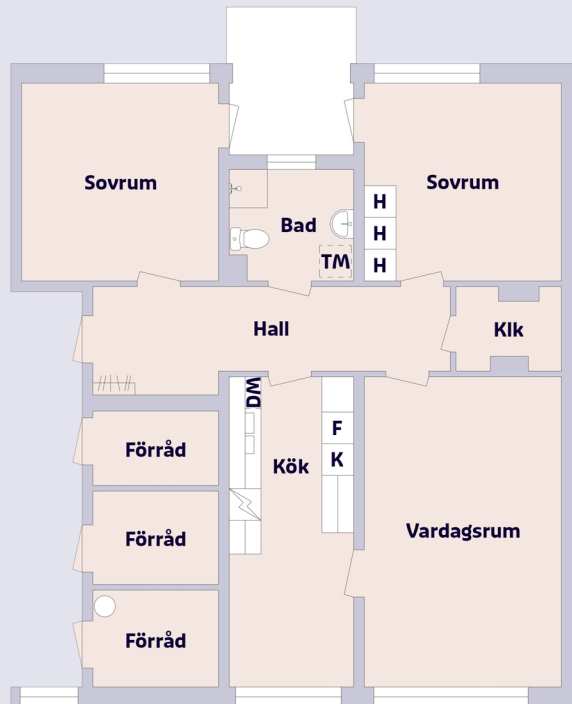 Sovrum
Sovrum
H
H
H
Bad
TM
Hall
Klk
DM
F
K
Kök
Förråd
Förråd
Förråd
Vardagsrum